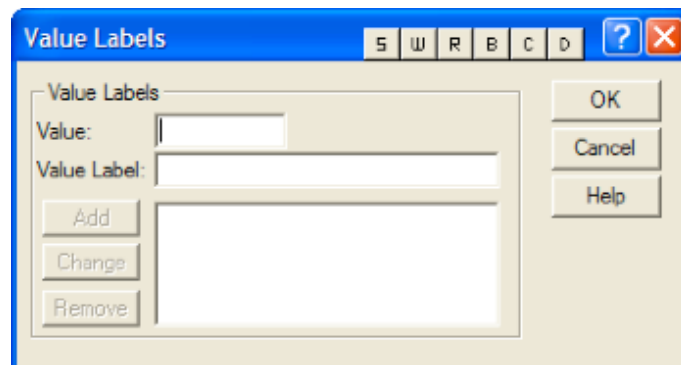 Value Labels S W R B C D ?
Value Labels
Value:
Value Label:
Add
Change
Remove
OK
Cancel
Help